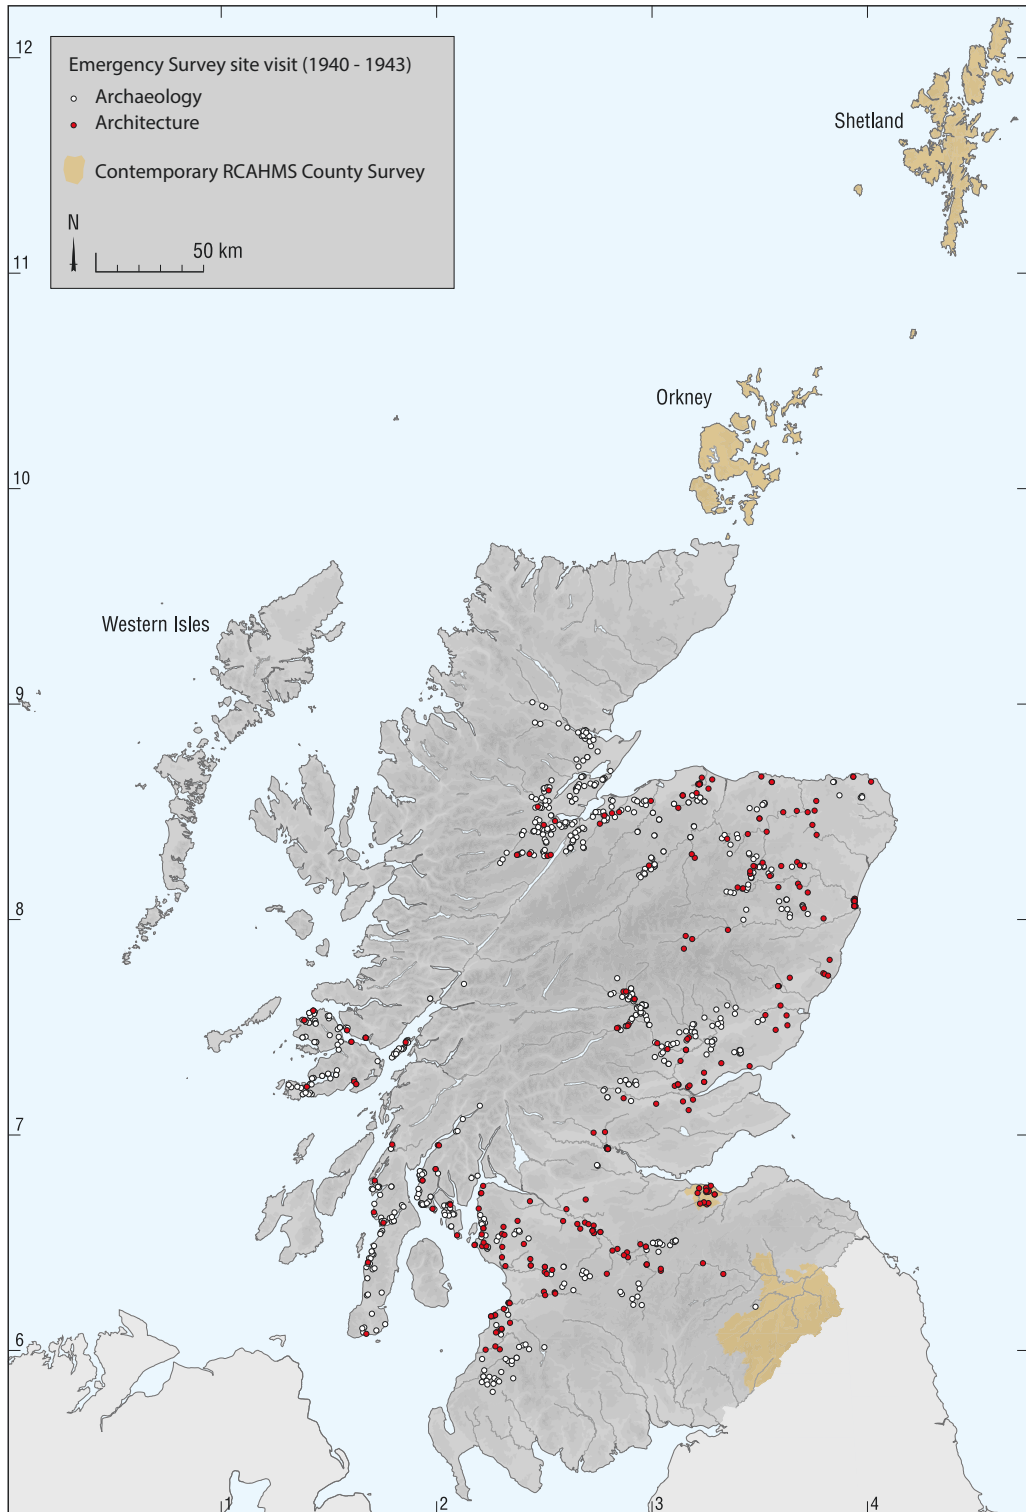 12
Emergency Survey site visit (1940 - 1943)
Archaeology
Architecture
Contemporary RCAHMS County Survey
N
50 km
Shetland
11
Orkney
10
Western Isles
9
8
7
6
1
2
3
4